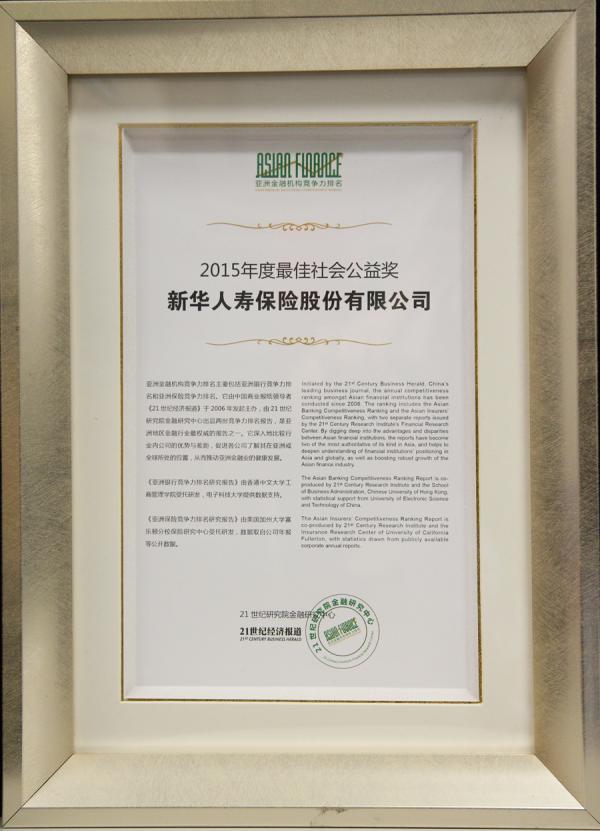 ASIAN FINANCE
亚洲金融机构竞争力排名
2015年度最佳社会公益奖
新华人寿保险股份有限公司
亚洲金融机构竞争力排名主要包括亚洲银行竞争力排
名和亚洲保险竞争力排名。它由中国商业报纸领导者
《21世纪经济报道》于2006年发起主办，由21世纪
研究院金融研究中心出品两份竞争力排名报告，是亚
洲地区金融行业最权威的报告之一。它深入地比较行
业内公司的优势与差距，促进各公司了解其在亚洲或
全球所处的位置，从而推动亚洲金融业的健康发展。
《亚洲银行竞争力排名研究报告》由香港中文大学工
商管理学院受托研发，电子科技大学提供数据支持。
《亚洲保险竞争力排名研究报告》由美国加州大学富
乐顿分校保险研究中心受托研发，数据取自公司年报
等公开数据。
Initiated by the 21st Century Business Herald, China's
leading business journal, the annual competitiveness
ranking amongst Asian financial institutions has been
conducted since 2006. The ranking includes the Asian
Banking Competitiveness Ranking and the Asian Insurers'
Competitiveness Ranking, with two separate reports issued
by the 21st Century Research Institute's Financial Research
Center. By digging deep into the advantages and disparities
between Asian financial institutions, the reports have become
two of the most authoritative of its kind in Asia, and helps to
deepen understanding of financial institutions' positioning in
Asia and globally, as well as boosting robust growth of the
Asian finance industry.
The Asian Banking Competitiveness Ranking Report is co-
produced by 21st Century Research Institute and the School
of Business Administration, Chinese University of Hong Kong,
with statistical support from University of Electronic Science
and Technology of China.
The Asian Insurers' Competitiveness Ranking Report is
co-produced by 21st Century Research Institute and the
Insurance Research Center of University of California
Fullerton, with statistics drawn from publicly available
corporate annual reports.
21世纪研究院金融研究中心
21世纪经济报道
21ST CENTURY BUSINESS HERALD
21世纪研究院金融研究中心
ASIAN FINANCE